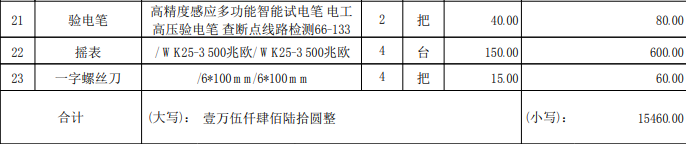 21 验电笔 高精度感应多功能智能试电笔 电工高压验电笔 查断点线路检测66-133 2 把 40.00 80.00
22 摇表 /WK25-3 500兆欧/WK25-3 500兆欧 4 台 150.00 600.00
23 一字螺丝刀 /6*100mm/6*100mm 4 把 15.00 60.00
合计 (大写): 壹万伍仟肆佰陆拾圆整 (小写): 15460.00